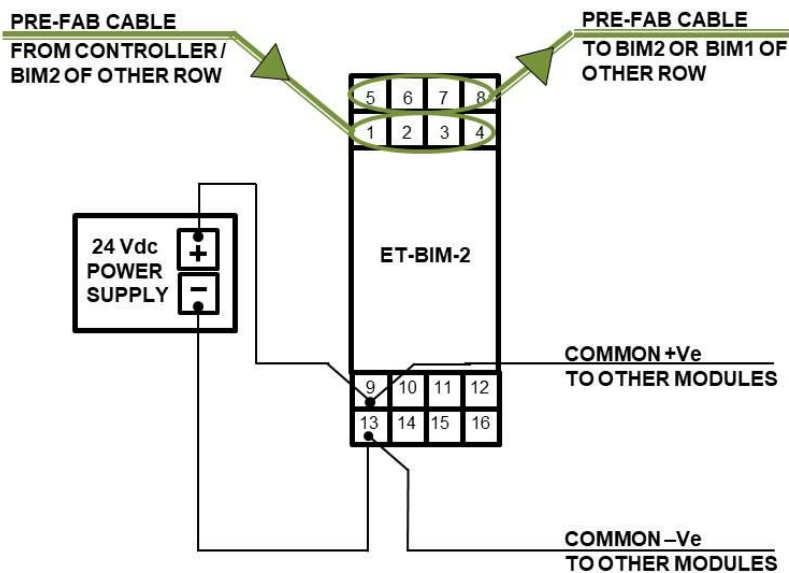 PRE-FAB CABLE
FROM CONTROLLER /
BIM2 OF OTHER ROW
PRE-FAB CABLE
TO BIM2 OR BIM1 OF
OTHER ROW
5 6 7 8
1 2 3 4
24 Vdc
POWER
SUPPLY
+
−
ET-BIM-2
9 10 11 12
13 14 15 16
COMMON +Ve
TO OTHER MODULES
COMMON –Ve
TO OTHER MODULES